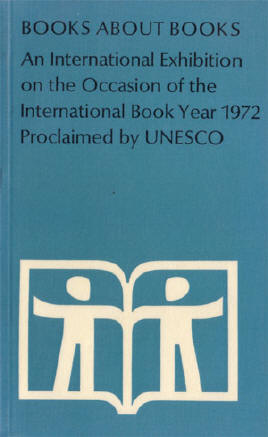 BOOKS ABOUT BOOKS
An International Exhibition
on the Occasion of the
International Book Year 1972
Proclaimed by UNESCO